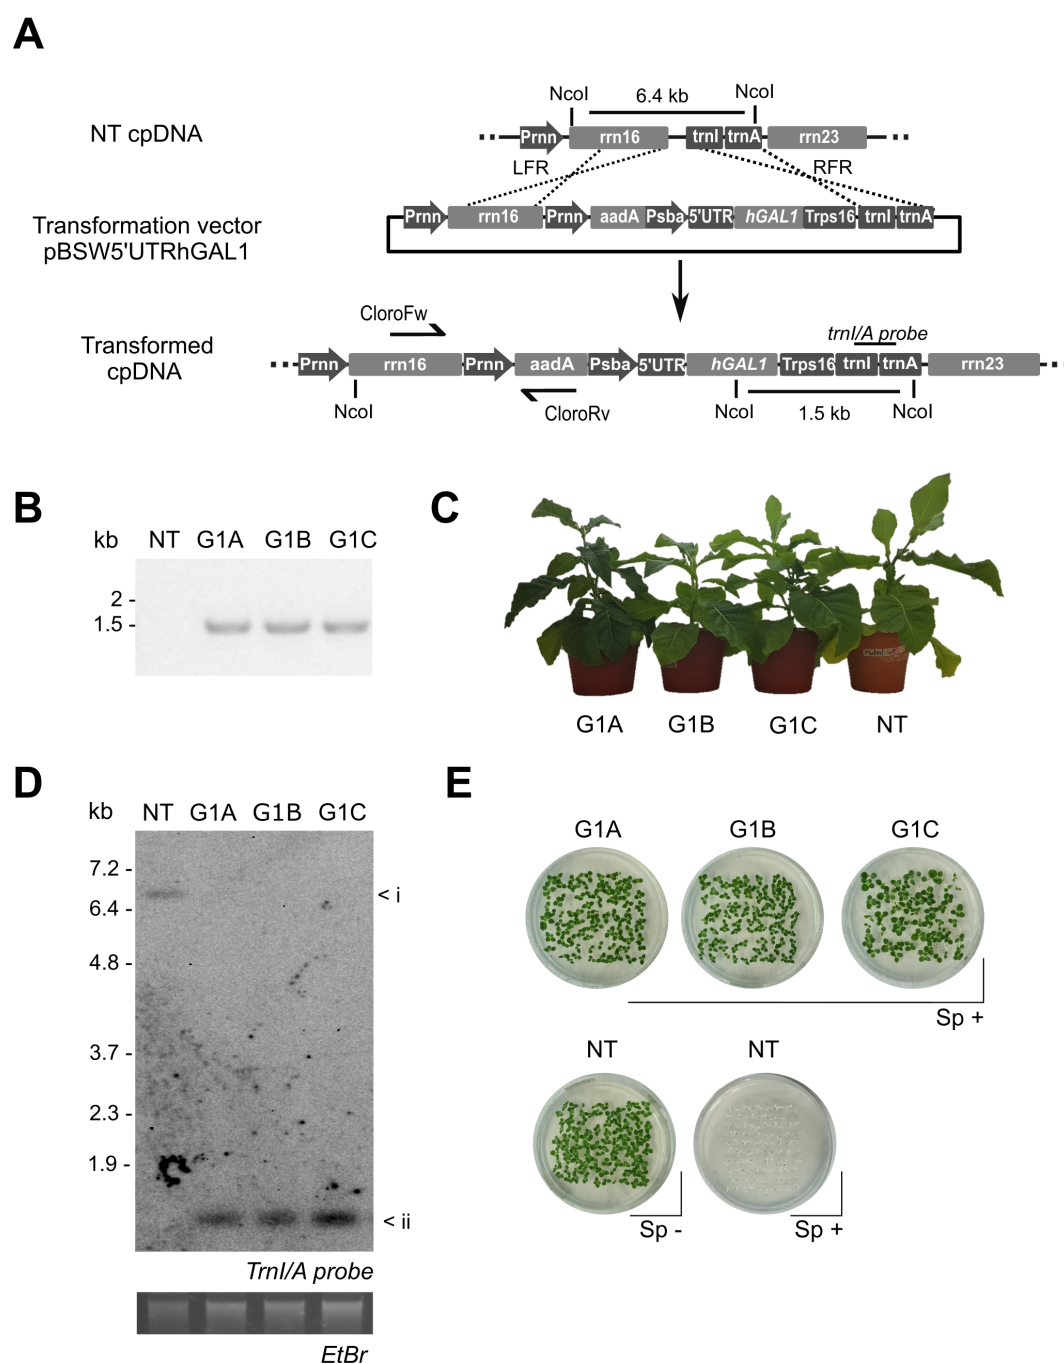 A
NcoI 6.4 kb NcoI
NT cpDNA
Prnn rrn16 trnI trnA rrn23
LFR RFR
Transformation vector
pBSW5'UTRhGAL1
Prnn rrn16 Prnn aadA Psba 5'UTR hGAL1 Trps16 trnI trnA
CloroFw
trnI/A probe
Transformed
cpDNA
Prnn rrn16 Prnn aadA Psba 5'UTR hGAL1 Trps16 trnI trnA rrn23
NcoI CloroRv NcoI 1.5 kb NcoI
B
kb NT G1A G1B G1C
2 -
1.5 -
C
G1A G1B G1C NT
D
kb NT G1A G1B G1C
7.2 -
< i
6.4 -
4.8 -
3.7 -
2.3 -
1.9 -
< ii
TrnI/A probe
EtBr
E
G1A G1B G1C
Sp +
NT NT
Sp - Sp +